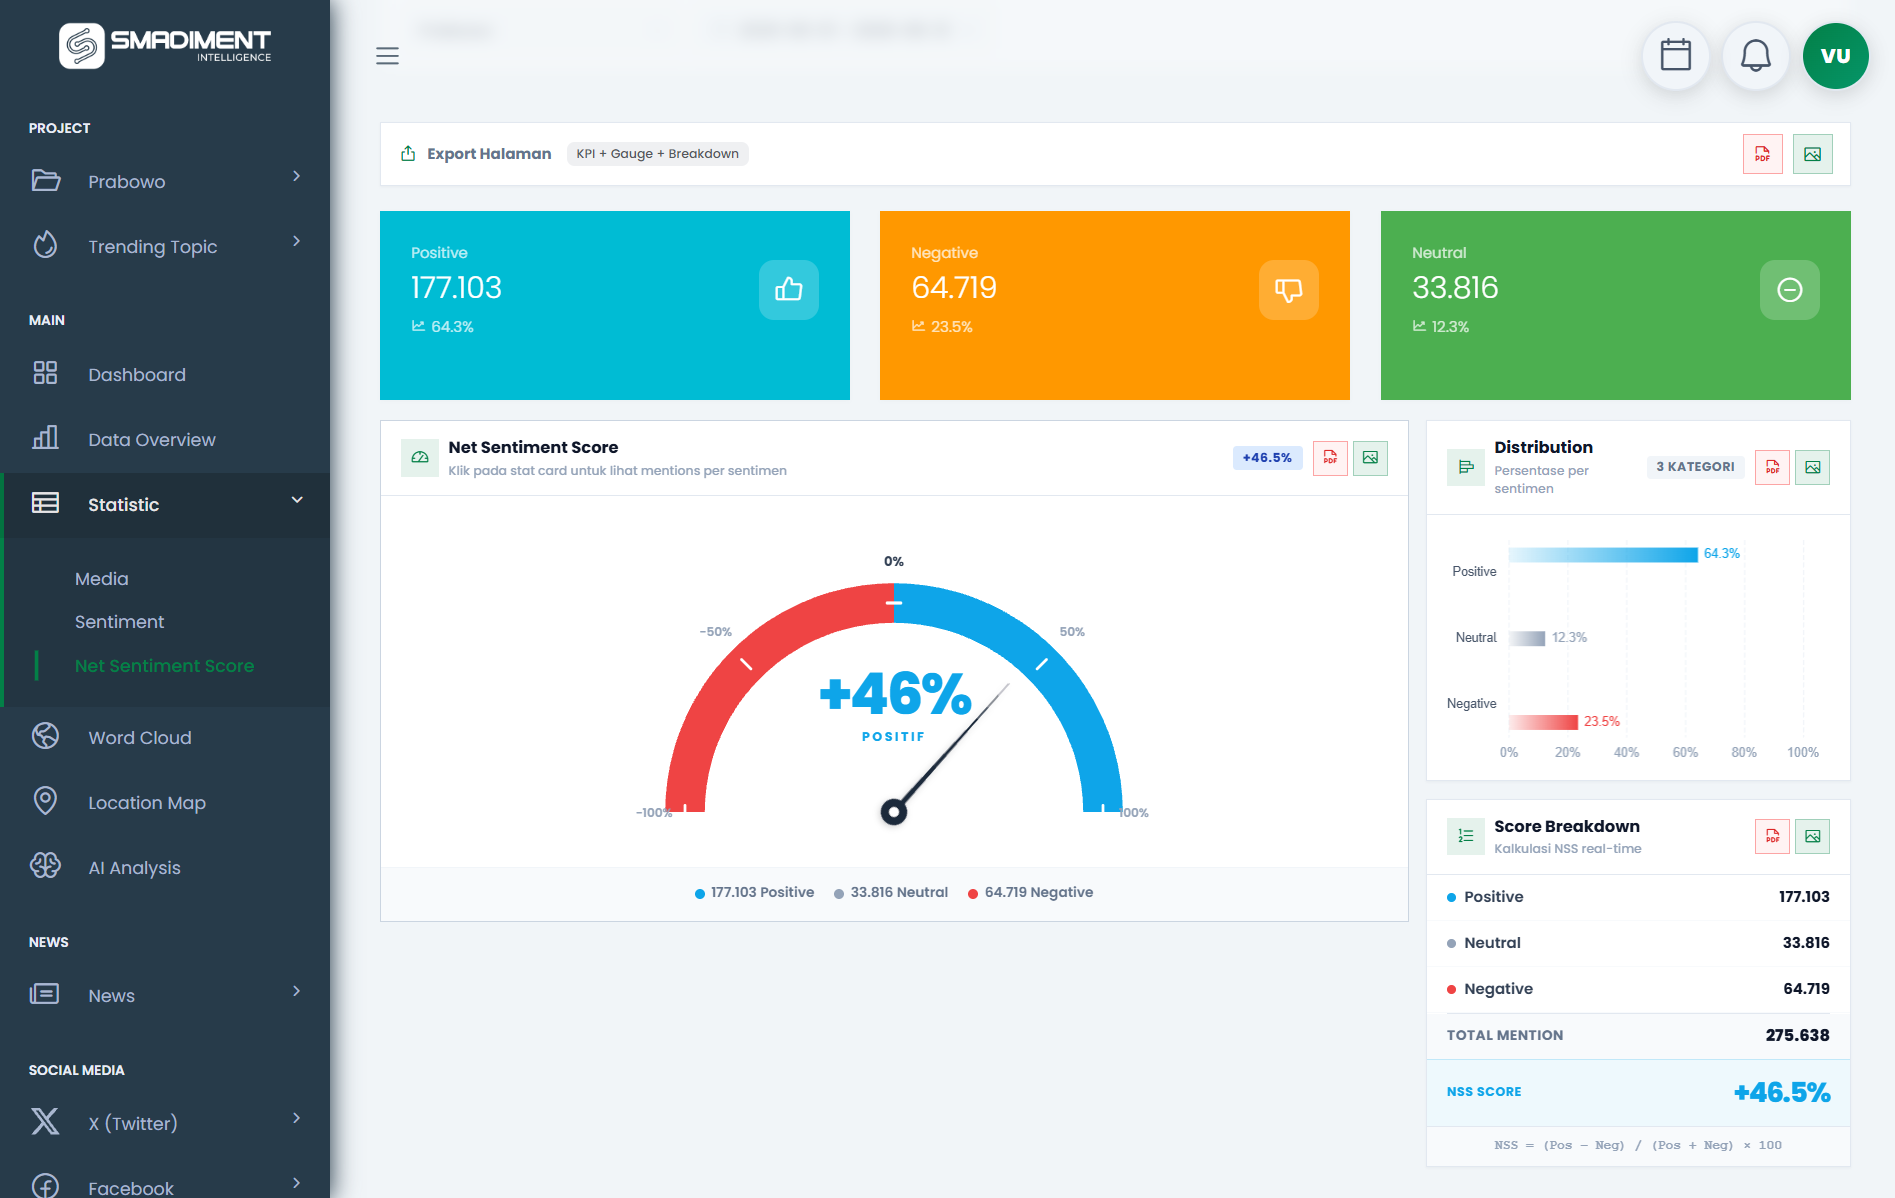 SMADIMENT
INTELLIGENCE
PROJECT
Prabowo
Trending Topic
MAIN
Dashboard
Data Overview
Statistic
Media
Sentiment
Net Sentiment Score
Word Cloud
Location Map
AI Analysis
NEWS
News
SOCIAL MEDIA
X (Twitter)
Facebook
VU
Export Halaman
KPI + Gauge + Breakdown
PDF
Positive
177.103
64.3%
Negative
64.719
23.5%
Neutral
33.816
12.3%
Net Sentiment Score
Klik pada stat card untuk lihat mentions per sentimen
+46.5%
PDF
0%
-50%
50%
+46%
POSITIF
-100%
100%
177.103 Positive
33.816 Neutral
64.719 Negative
Distribution
Persentase per
sentimen
3 KATEGORI
PDF
Positive
64.3%
Neutral
12.3%
Negative
23.5%
0%
20%
40%
60%
80%
100%
Score Breakdown
Kalkulasi NSS real-time
PDF
Positive
177.103
Neutral
33.816
Negative
64.719
TOTAL MENTION
275.638
NSS SCORE
+46.5%
NSS = (Pos − Neg) / (Pos + Neg) × 100